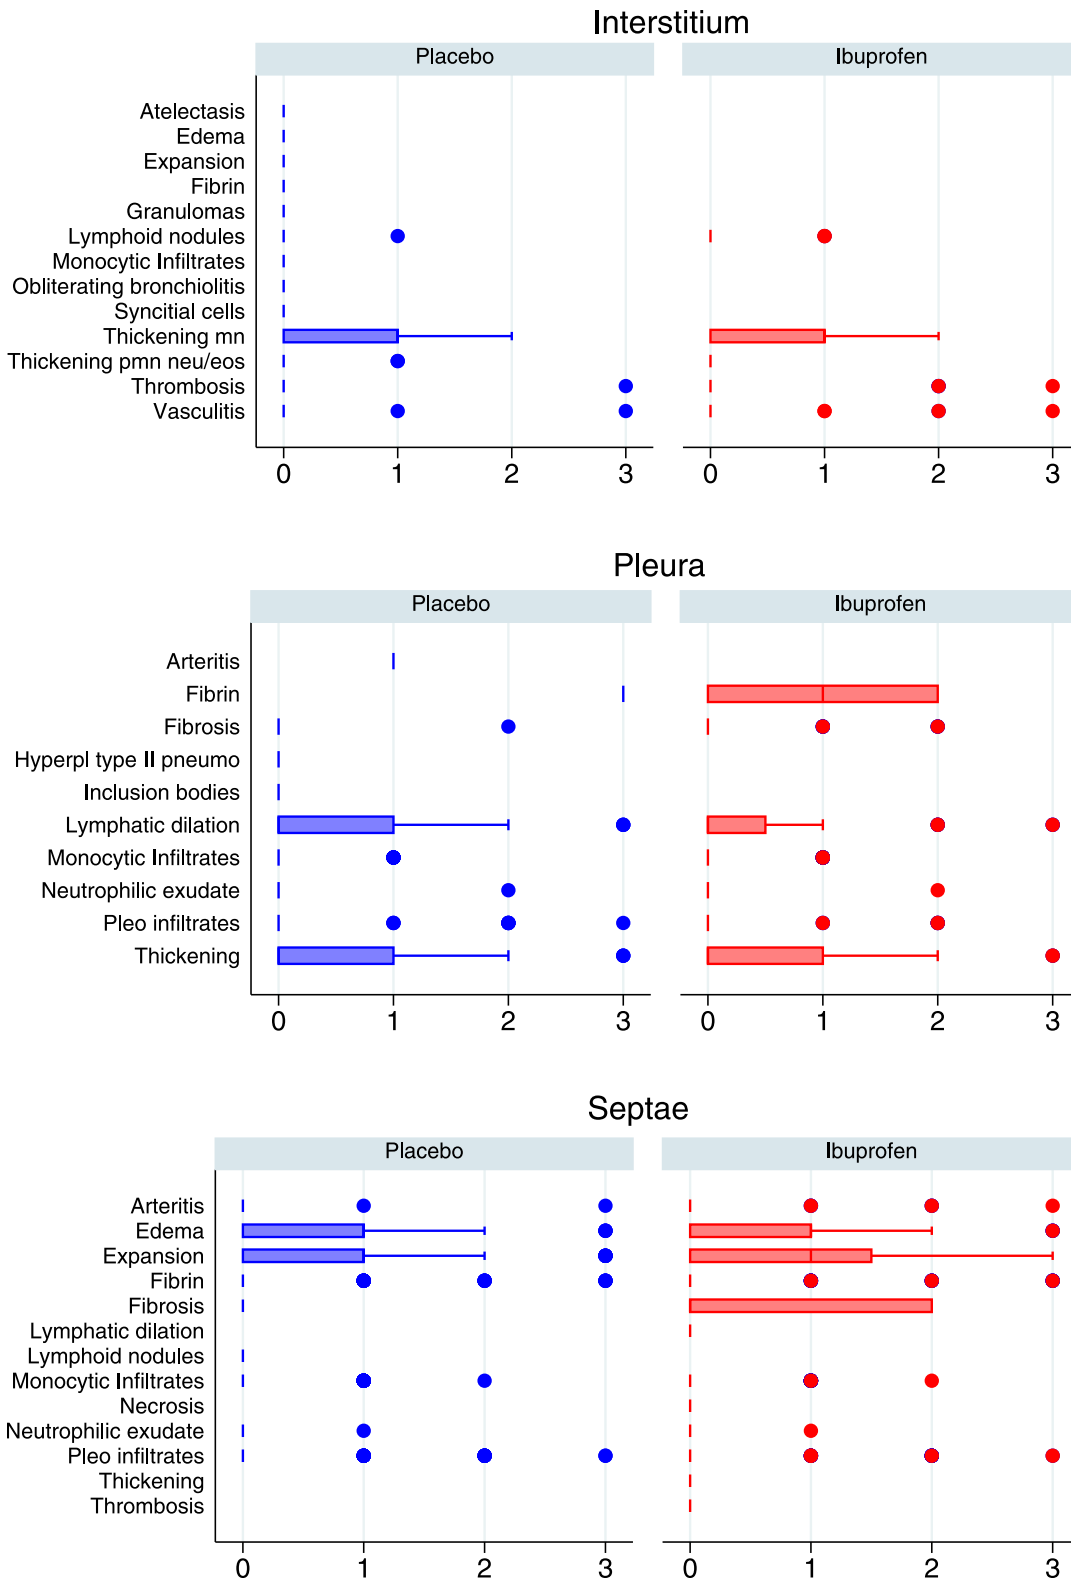 Interstitium
Placebo Ibuprofen
Atelectasis
Edema
Expansion
Fibrin
Granulomas
Lymphoid nodules
Monocytic Infiltrates
Obliterating bronchiolitis
Syncitial cells
Thickening mn
Thickening pmn neu/eos
Thrombosis
Vasculitis
0 1 2 3 0 1 2 3
Pleura
Placebo Ibuprofen
Arteritis
Fibrin
Fibrosis
Hyperpl type II pneumo
Inclusion bodies
Lymphatic dilation
Monocytic Infiltrates
Neutrophilic exudate
Pleo infiltrates
Thickening
0 1 2 3 0 1 2 3
Septae
Placebo Ibuprofen
Arteritis
Edema
Expansion
Fibrin
Fibrosis
Lymphatic dilation
Lymphoid nodules
Monocytic Infiltrates
Necrosis
Neutrophilic exudate
Pleo infiltrates
Thickening
Thrombosis
0 1 2 3 0 1 2 3